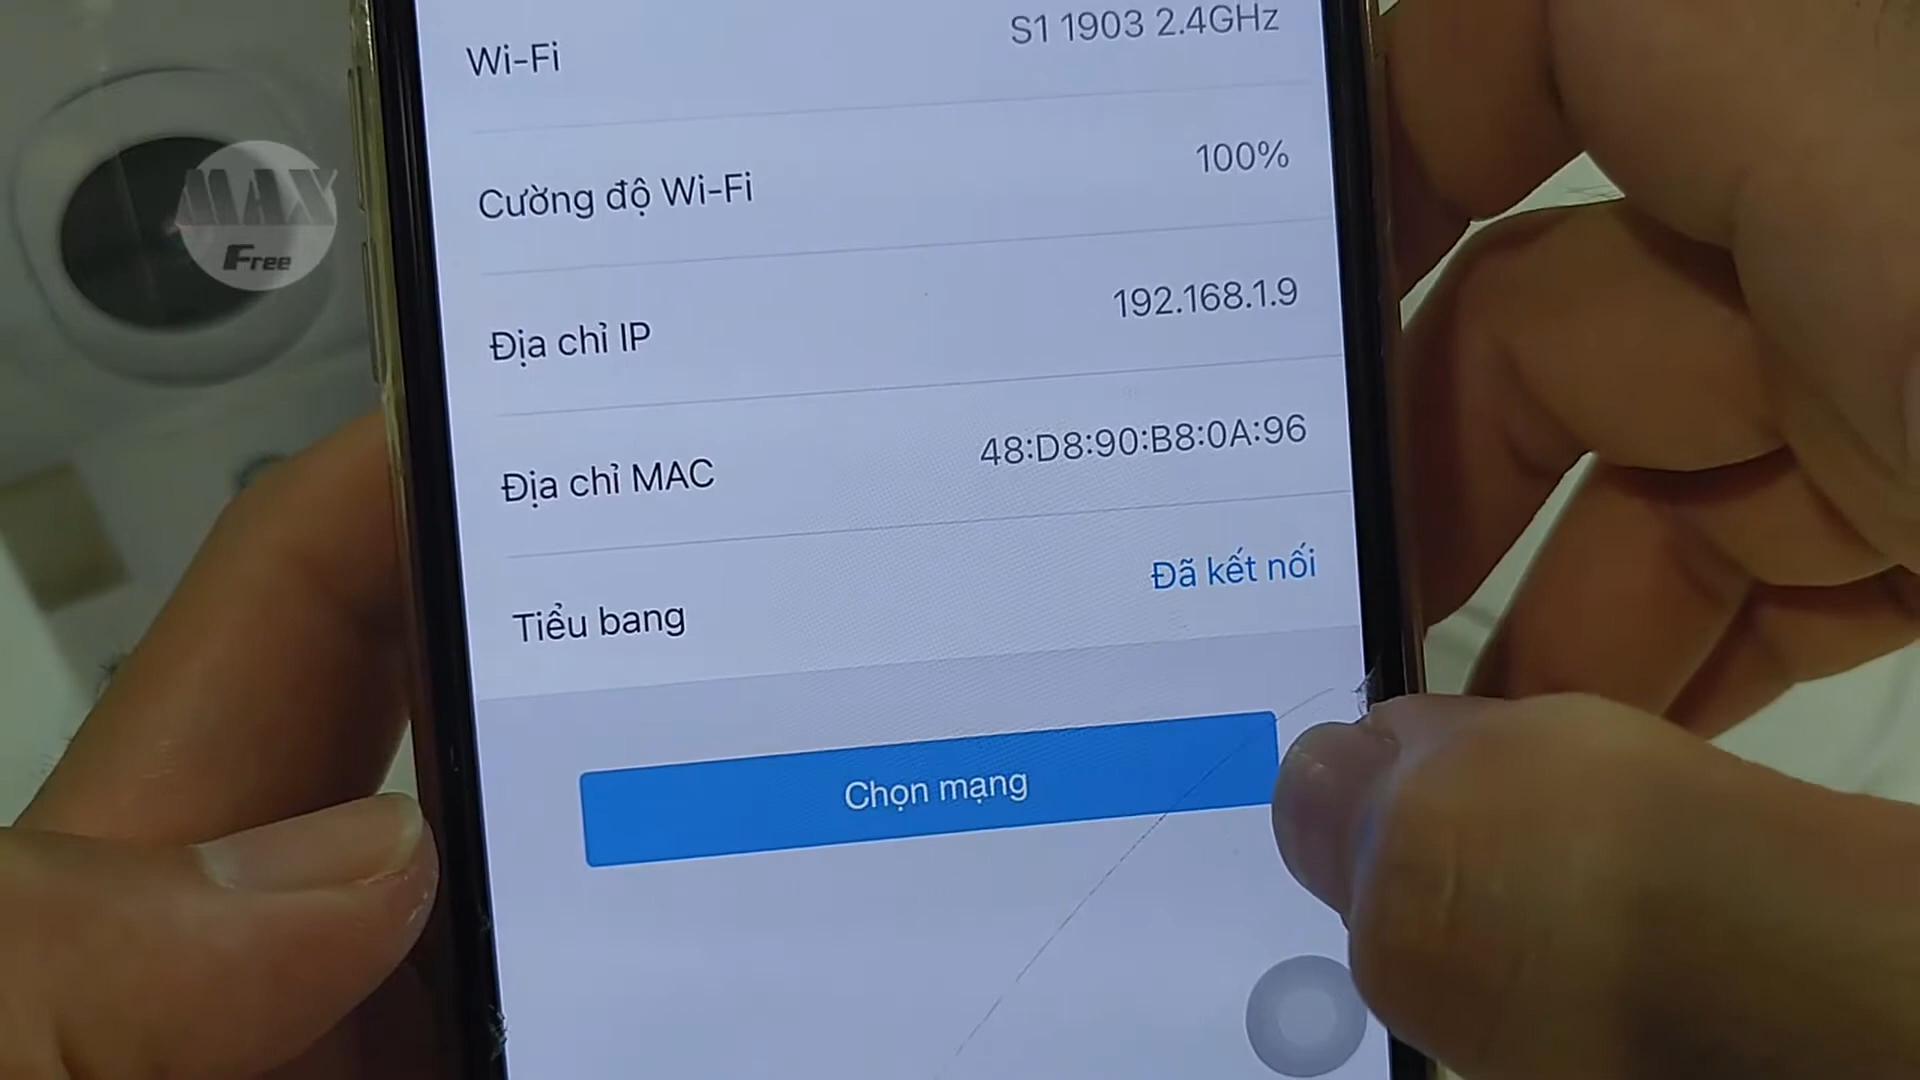 Wi-Fi
S1 1903 2.4GHz
Cường độ Wi-Fi
100%
Địa chỉ IP
192.168.1.9
Địa chỉ MAC
48:D8:90:B8:0A:96
Tiểu bang
Đã kết nối
Chọn mạng
MAX
Free